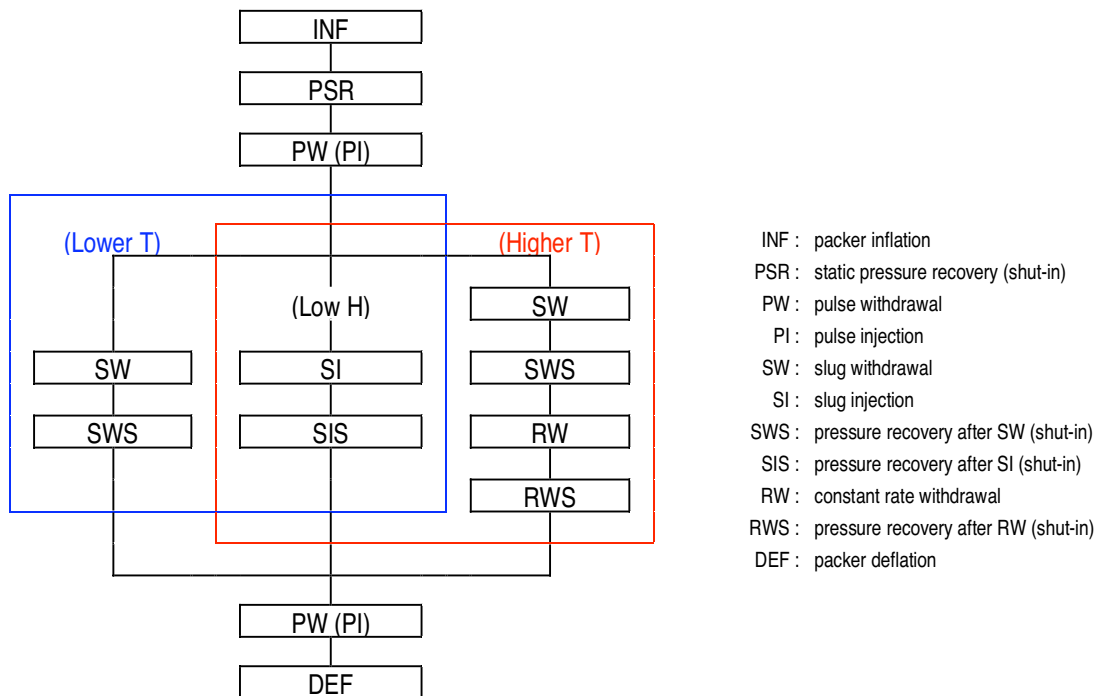 INF
PSR
PW (PI)
(Lower T)
(Higher T)
(Low H)
SW
SW
SI
SWS
SWS
SIS
RW
RWS
PW (PI)
DEF
INF : packer inflation
PSR : static pressure recovery (shut-in)
PW : pulse withdrawal
PI : pulse injection
SW : slug withdrawal
SI : slug injection
SWS : pressure recovery after SW (shut-in)
SIS : pressure recovery after SI (shut-in)
RW : constant rate withdrawal
RWS : pressure recovery after RW (shut-in)
DEF : packer deflation